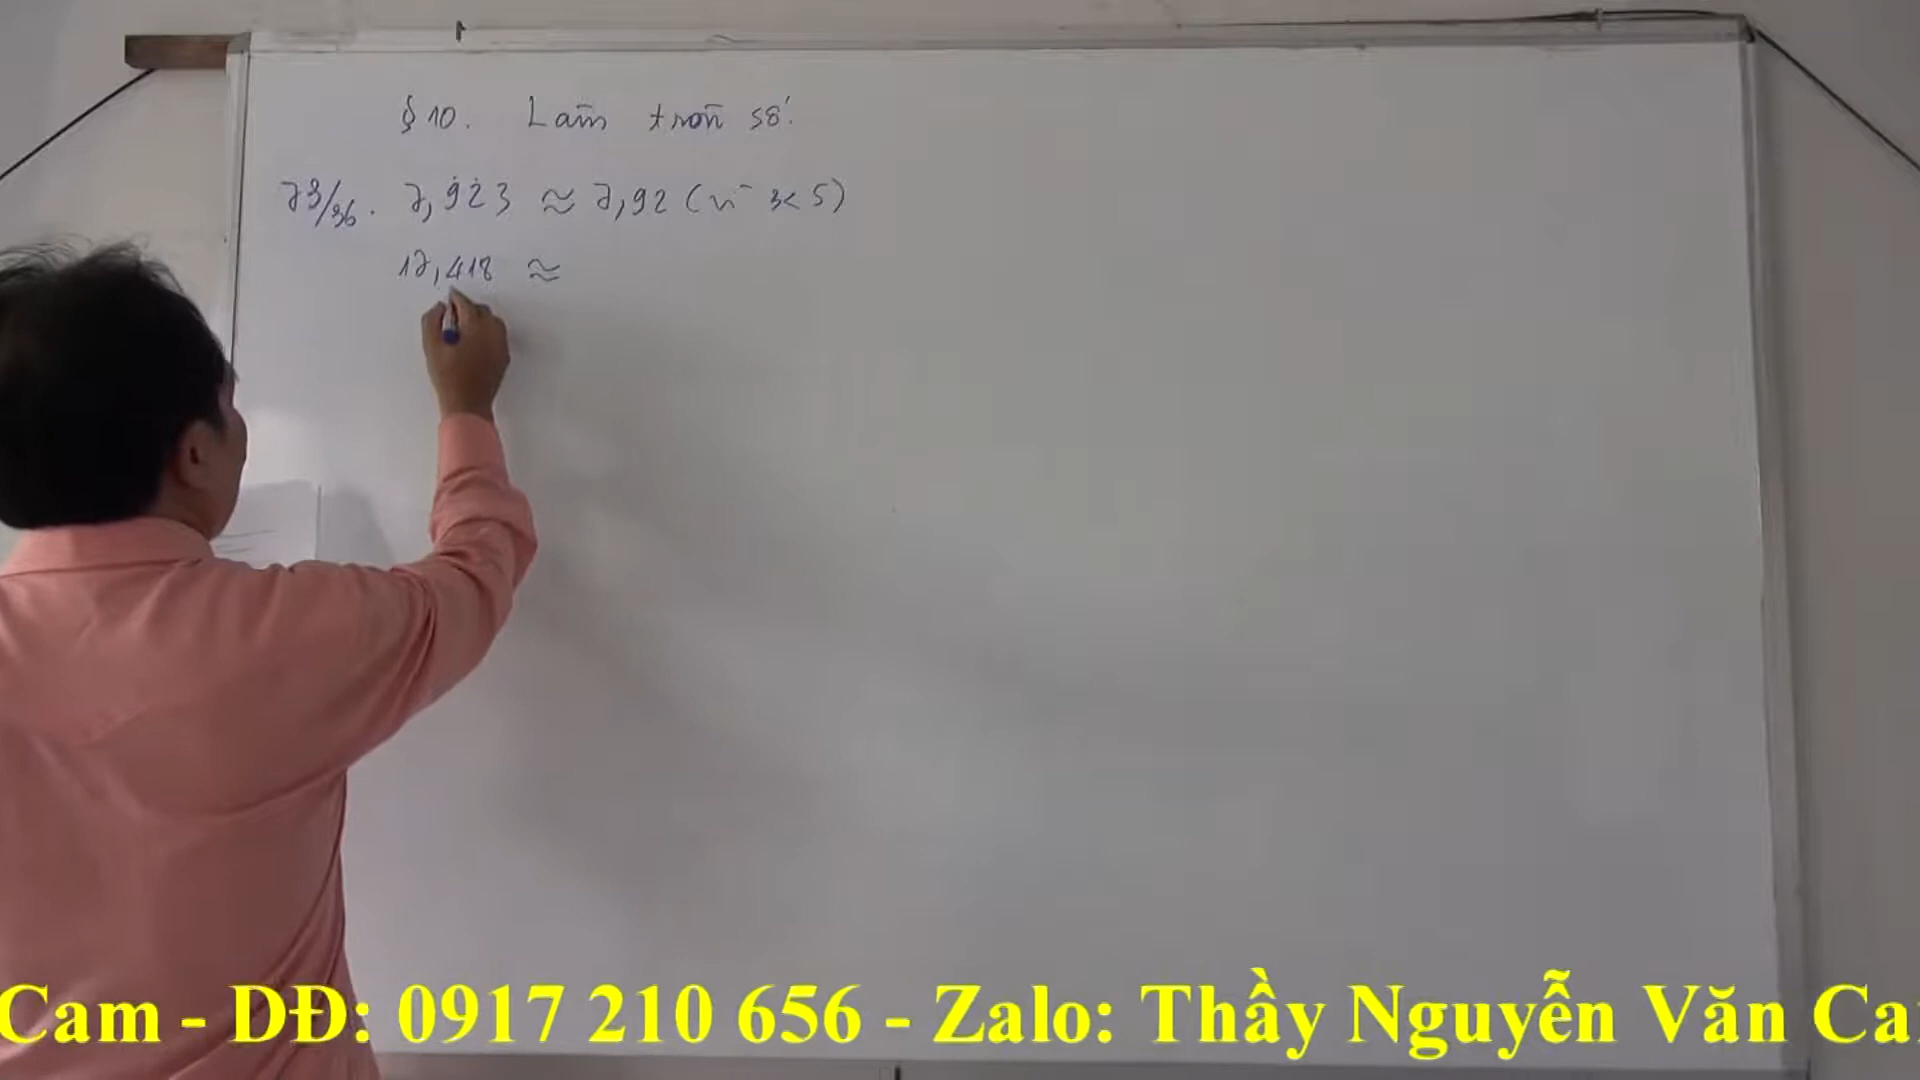 § 10. Làm tròn số.
73/36. 7,923 ≈ 7,92 (vì 3 < 5)
17,418 ≈
Cam - DĐ: 0917 210 656 - Zalo: Thầy Nguyễn Văn Ca